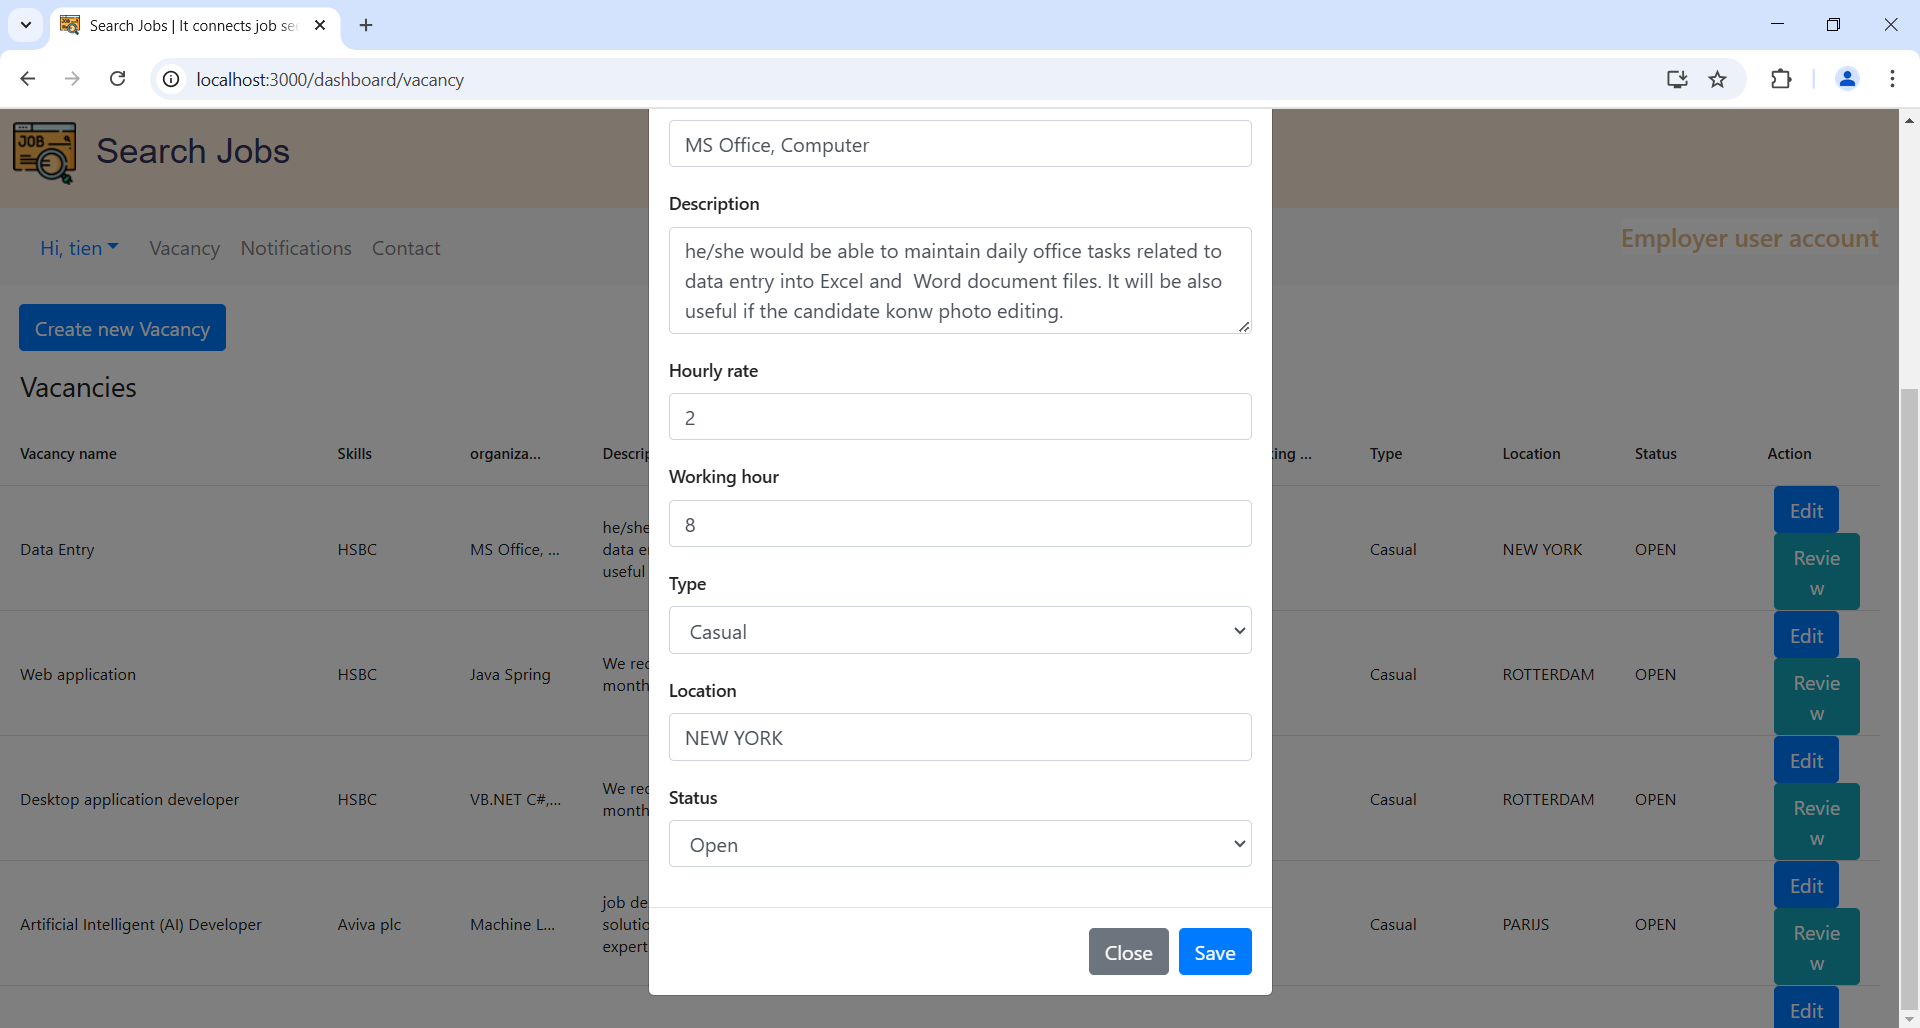 Search Jobs | It connects job se
localhost:3000/dashboard/vacancy
JOB
Search Jobs
Hi, tien
Vacancy
Notifications
Contact
Employer user account
Create new Vacancy
Vacancies
Vacancy name
Skills
organiza...
Descrip
ing ...
Type
Location
Status
Action
Data Entry
HSBC
MS Office, ...
he/she
data e
useful
Casual
NEW YORK
OPEN
Edit
Revie
w
Web application
HSBC
Java Spring
We rec
month
Casual
ROTTERDAM
OPEN
Edit
Revie
w
Desktop application developer
HSBC
VB.NET C#,...
We rec
month
Casual
ROTTERDAM
OPEN
Edit
Revie
w
Artificial Intelligent (AI) Developer
Aviva plc
Machine L...
job de
solutio
expert
Casual
PARIJS
OPEN
Edit
Revie
w
Edit
MS Office, Computer
Description
he/she would be able to maintain daily office tasks related to
data entry into Excel and  Word document files. It will be also
useful if the candidate konw photo editing.
Hourly rate
2
Working hour
8
Type
Casual
Location
NEW YORK
Status
Open
Close
Save